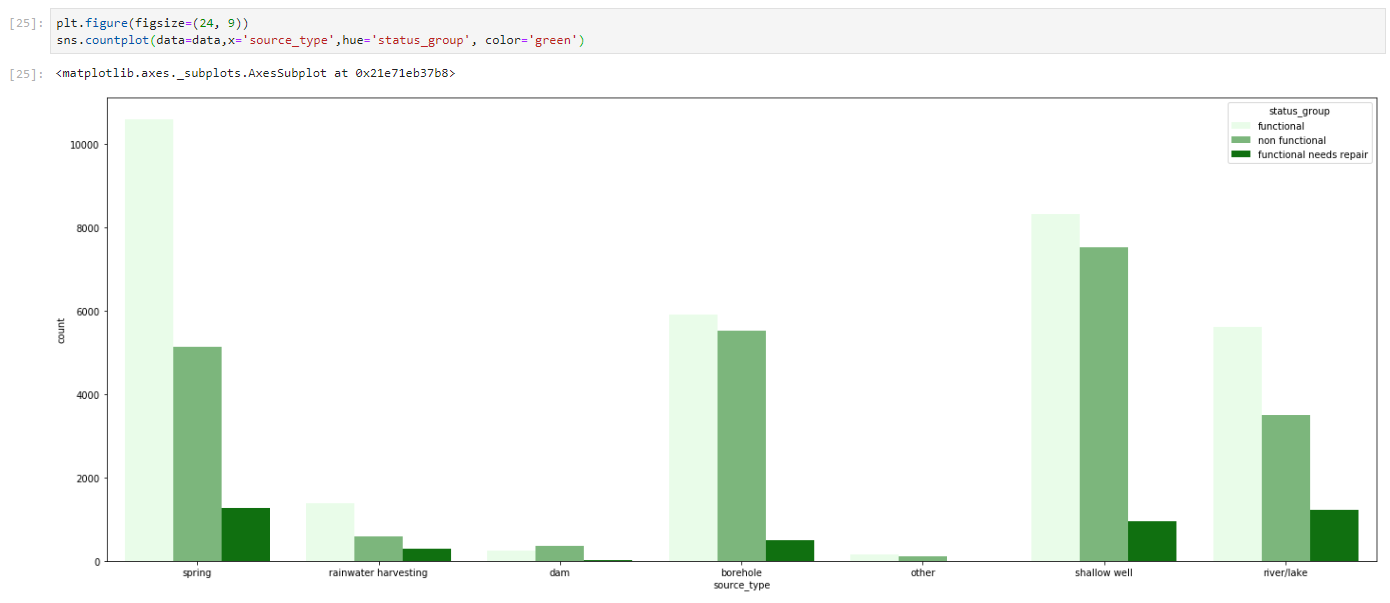 [25]: plt.figure(figsize=(24, 9))
sns.countplot(data=data,x='source_type',hue='status_group', color='green')
[25]: <matplotlib.axes._subplots.AxesSubplot at 0x21e71eb37b8>
status_group
functional
non functional
functional needs repair
10000
8000
6000
4000
2000
0
count
spring rainwater harvesting dam borehole other shallow well river/lake
source_type